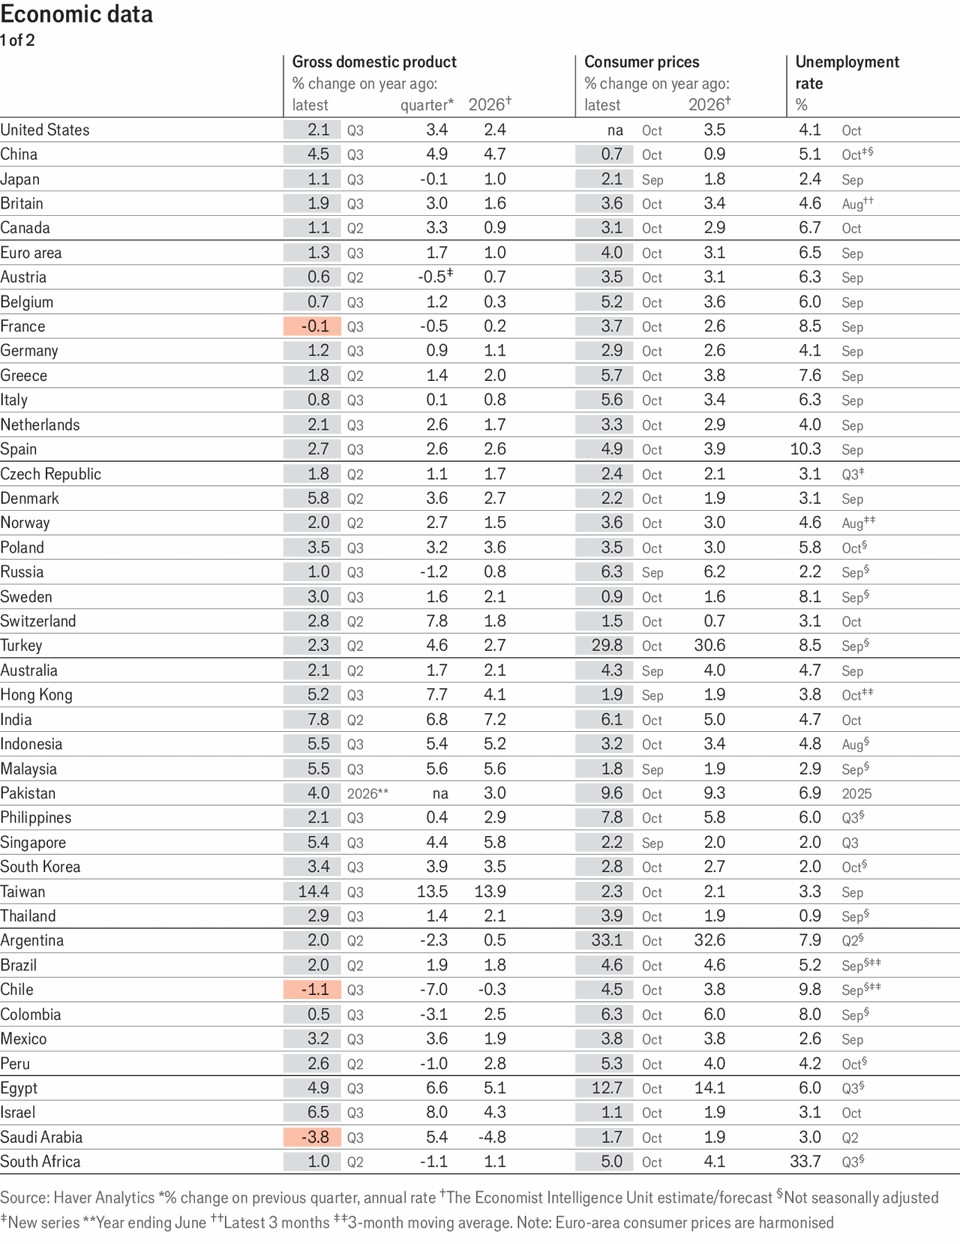 Economic data
1 of 2
Gross domestic product Consumer prices Unemployment
% change on year ago: % change on year ago: rate
latest quarter* 2026† latest 2026† %
United States 2.1 Q3 3.4 2.4 na Oct 3.5 4.1 Oct
China 4.5 Q3 4.9 4.7 0.7 Oct 0.9 5.1 Oct‡§
Japan 1.1 Q3 -0.1 1.0 2.1 Sep 1.8 2.4 Sep
Britain 1.9 Q3 3.0 1.6 3.6 Oct 3.4 4.6 Aug††
Canada 1.1 Q2 3.3 0.9 3.1 Oct 2.9 6.7 Oct
Euro area 1.3 Q3 1.7 1.0 4.0 Oct 3.1 6.5 Sep
Austria 0.6 Q2 -0.5‡ 0.7 3.5 Oct 3.1 6.3 Sep
Belgium 0.7 Q3 1.2 0.3 5.2 Oct 3.6 6.0 Sep
France -0.1 Q3 -0.5 0.2 3.7 Oct 2.6 8.5 Sep
Germany 1.2 Q3 0.9 1.1 2.9 Oct 2.6 4.1 Sep
Greece 1.8 Q2 1.4 2.0 5.7 Oct 3.8 7.6 Sep
Italy 0.8 Q3 0.1 0.8 5.6 Oct 3.4 6.3 Sep
Netherlands 2.1 Q3 2.6 1.7 3.3 Oct 2.9 4.0 Sep
Spain 2.7 Q3 2.6 2.6 4.9 Oct 3.9 10.3 Sep
Czech Republic 1.8 Q2 1.1 1.7 2.4 Oct 2.1 3.1 Q3‡
Denmark 5.8 Q2 3.6 2.7 2.2 Oct 1.9 3.1 Sep
Norway 2.0 Q2 2.7 1.5 3.6 Oct 3.0 4.6 Aug‡‡
Poland 3.5 Q3 3.2 3.6 3.5 Oct 3.0 5.8 Oct§
Russia 1.0 Q3 -1.2 0.8 6.3 Sep 6.2 2.2 Sep§
Sweden 3.0 Q3 1.6 2.1 0.9 Oct 1.6 8.1 Sep§
Switzerland 2.8 Q2 7.8 1.8 1.5 Oct 0.7 3.1 Oct
Turkey 2.3 Q2 4.6 2.7 29.8 Oct 30.6 8.5 Sep§
Australia 2.1 Q2 1.7 2.1 4.3 Sep 4.0 4.7 Sep
Hong Kong 5.2 Q3 7.7 4.1 1.9 Sep 1.9 3.8 Oct‡‡
India 7.8 Q2 6.8 7.2 6.1 Oct 5.0 4.7 Oct
Indonesia 5.5 Q3 5.4 5.2 3.2 Oct 3.4 4.8 Aug§
Malaysia 5.5 Q3 5.6 5.6 1.8 Sep 1.9 2.9 Sep§
Pakistan 4.0 2026** na 3.0 9.6 Oct 9.3 6.9 2025
Philippines 2.1 Q3 0.4 2.9 7.8 Oct 5.8 6.0 Q3§
Singapore 5.4 Q3 4.4 5.8 2.2 Sep 2.0 2.0 Q3
South Korea 3.4 Q3 3.9 3.5 2.8 Oct 2.7 2.0 Oct§
Taiwan 14.4 Q3 13.5 13.9 2.3 Oct 2.1 3.3 Sep
Thailand 2.9 Q3 1.4 2.1 3.9 Oct 1.9 0.9 Sep§
Argentina 2.0 Q2 -2.3 0.5 33.1 Oct 32.6 7.9 Q2§
Brazil 2.0 Q2 1.9 1.8 4.6 Oct 4.6 5.2 Sep§‡‡
Chile -1.1 Q3 -7.0 -0.3 4.5 Oct 3.8 9.8 Sep§‡‡
Colombia 0.5 Q3 -3.1 2.5 6.3 Oct 6.0 8.0 Sep§
Mexico 3.2 Q3 3.6 1.9 3.8 Oct 3.8 2.6 Sep
Peru 2.6 Q2 -1.0 2.8 5.3 Oct 4.0 4.2 Oct§
Egypt 4.9 Q3 6.6 5.1 12.7 Oct 14.1 6.0 Q3§
Israel 6.5 Q3 8.0 4.3 1.1 Oct 1.9 3.1 Oct
Saudi Arabia -3.8 Q3 5.4 -4.8 1.7 Oct 1.9 3.0 Q2
South Africa 1.0 Q2 -1.1 1.1 5.0 Oct 4.1 33.7 Q3§
Source: Haver Analytics *% change on previous quarter, annual rate †The Economist Intelligence Unit estimate/forecast §Not seasonally adjusted
‡New series **Year ending June ††Latest 3 months ‡‡3-month moving average. Note: Euro-area consumer prices are harmonised